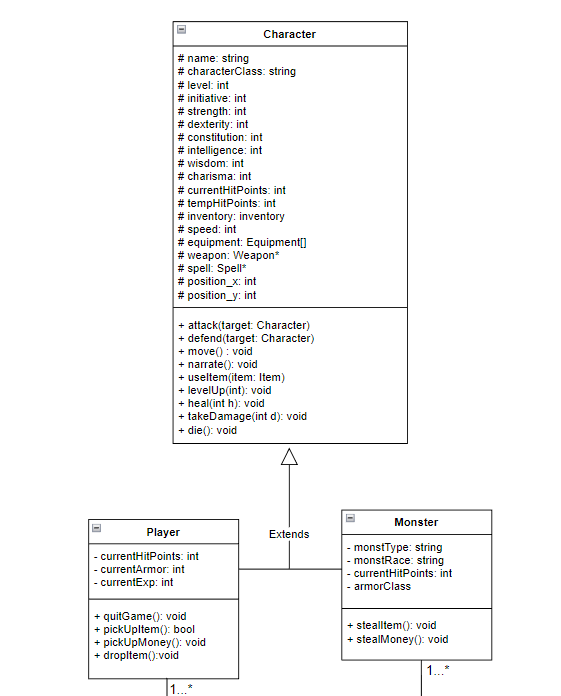 Character
# name: string
# characterClass: string
# level: int
# initiative: int
# strength: int
# dexterity: int
# constitution: int
# intelligence: int
# wisdom: int
# charisma: int
# currentHitPoints: int
# tempHitPoints: int
# inventory: inventory
# speed: int
# equipment: Equipment[]
# weapon: Weapon*
# spell: Spell*
# position_x: int
# position_y: int
+ attack(target: Character)
+ defend(target: Character)
+ move() : void
+ narrate(): void
+ useItem(item: Item)
+ levelUp(int): void
+ heal(int h): void
+ takeDamage(int d): void
+ die(): void
Extends
Player
- currentHitPoints: int
- currentArmor: int
- currentExp: int
+ quitGame(): void
+ pickUpItem(): bool
+ pickUpMoney(): void
+ dropItem():void
1...*
Monster
- monstType: string
- monstRace: string
- currentHitPoints: int
- armorClass
+ stealItem(): void
+ stealMoney(): void
1...*